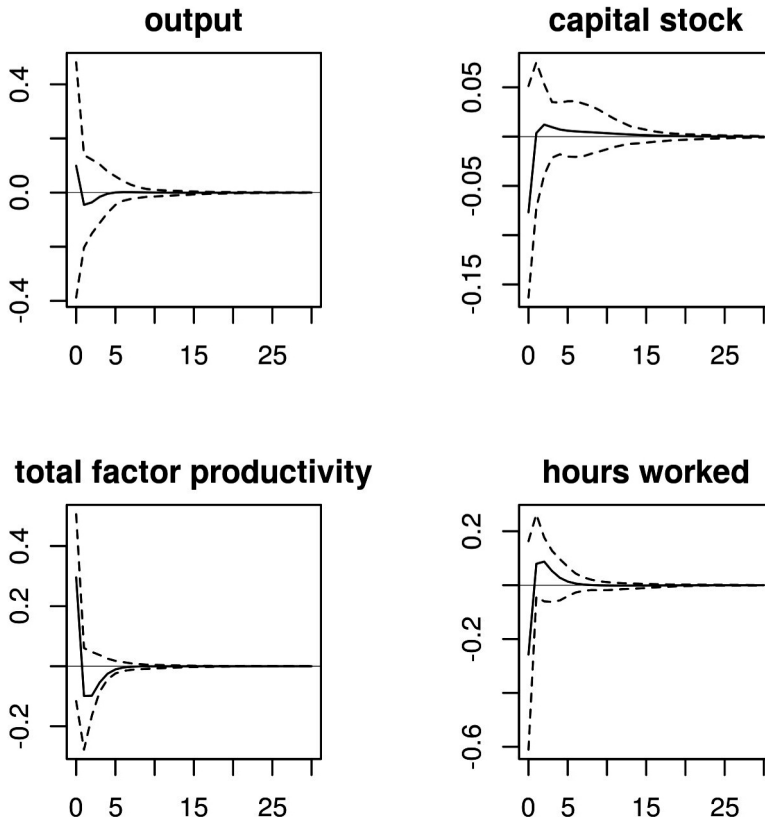 output
0.4
0.0
-0.4
0 5 15 25
capital stock
0.05
-0.05
-0.15
0 5 15 25
total factor productivity
0.4
0.2
-0.2
0 5 15 25
hours worked
0.2
-0.2
-0.6
0 5 15 25